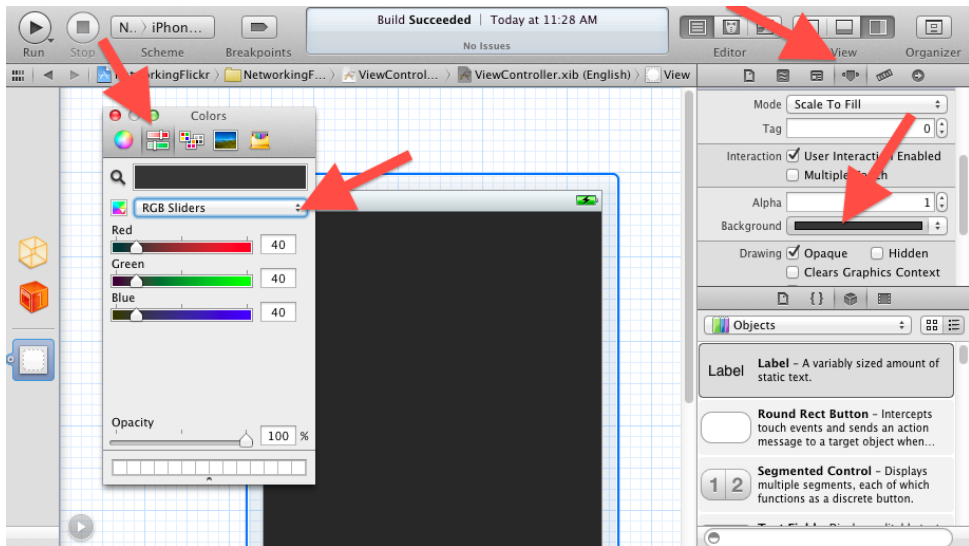 N.. 〉 iPhon...
Build Succeeded | Today at 11:28 AM
No Issues
Run
Stop
Scheme
Breakpoints
Editor
View
Organizer
NetworkingF... 〉 ViewControl... 〉 ViewController.xib (English) 〉 View
Colors
RGB Sliders
Red
40
Green
40
Blue
40
Opacity
100 %
Mode Scale To Fill
Tag 0
Interaction User Interaction Enabled
Multiple
Alpha 1
Background
Drawing Opaque Hidden
Clears Graphics Context
Objects
Label
Label – A variably sized amount of
static text.
Round Rect Button – Intercepts
touch events and sends an action
message to a target object when...
1 2
Segmented Control – Displays
multiple segments, each of which
functions as a discrete button.